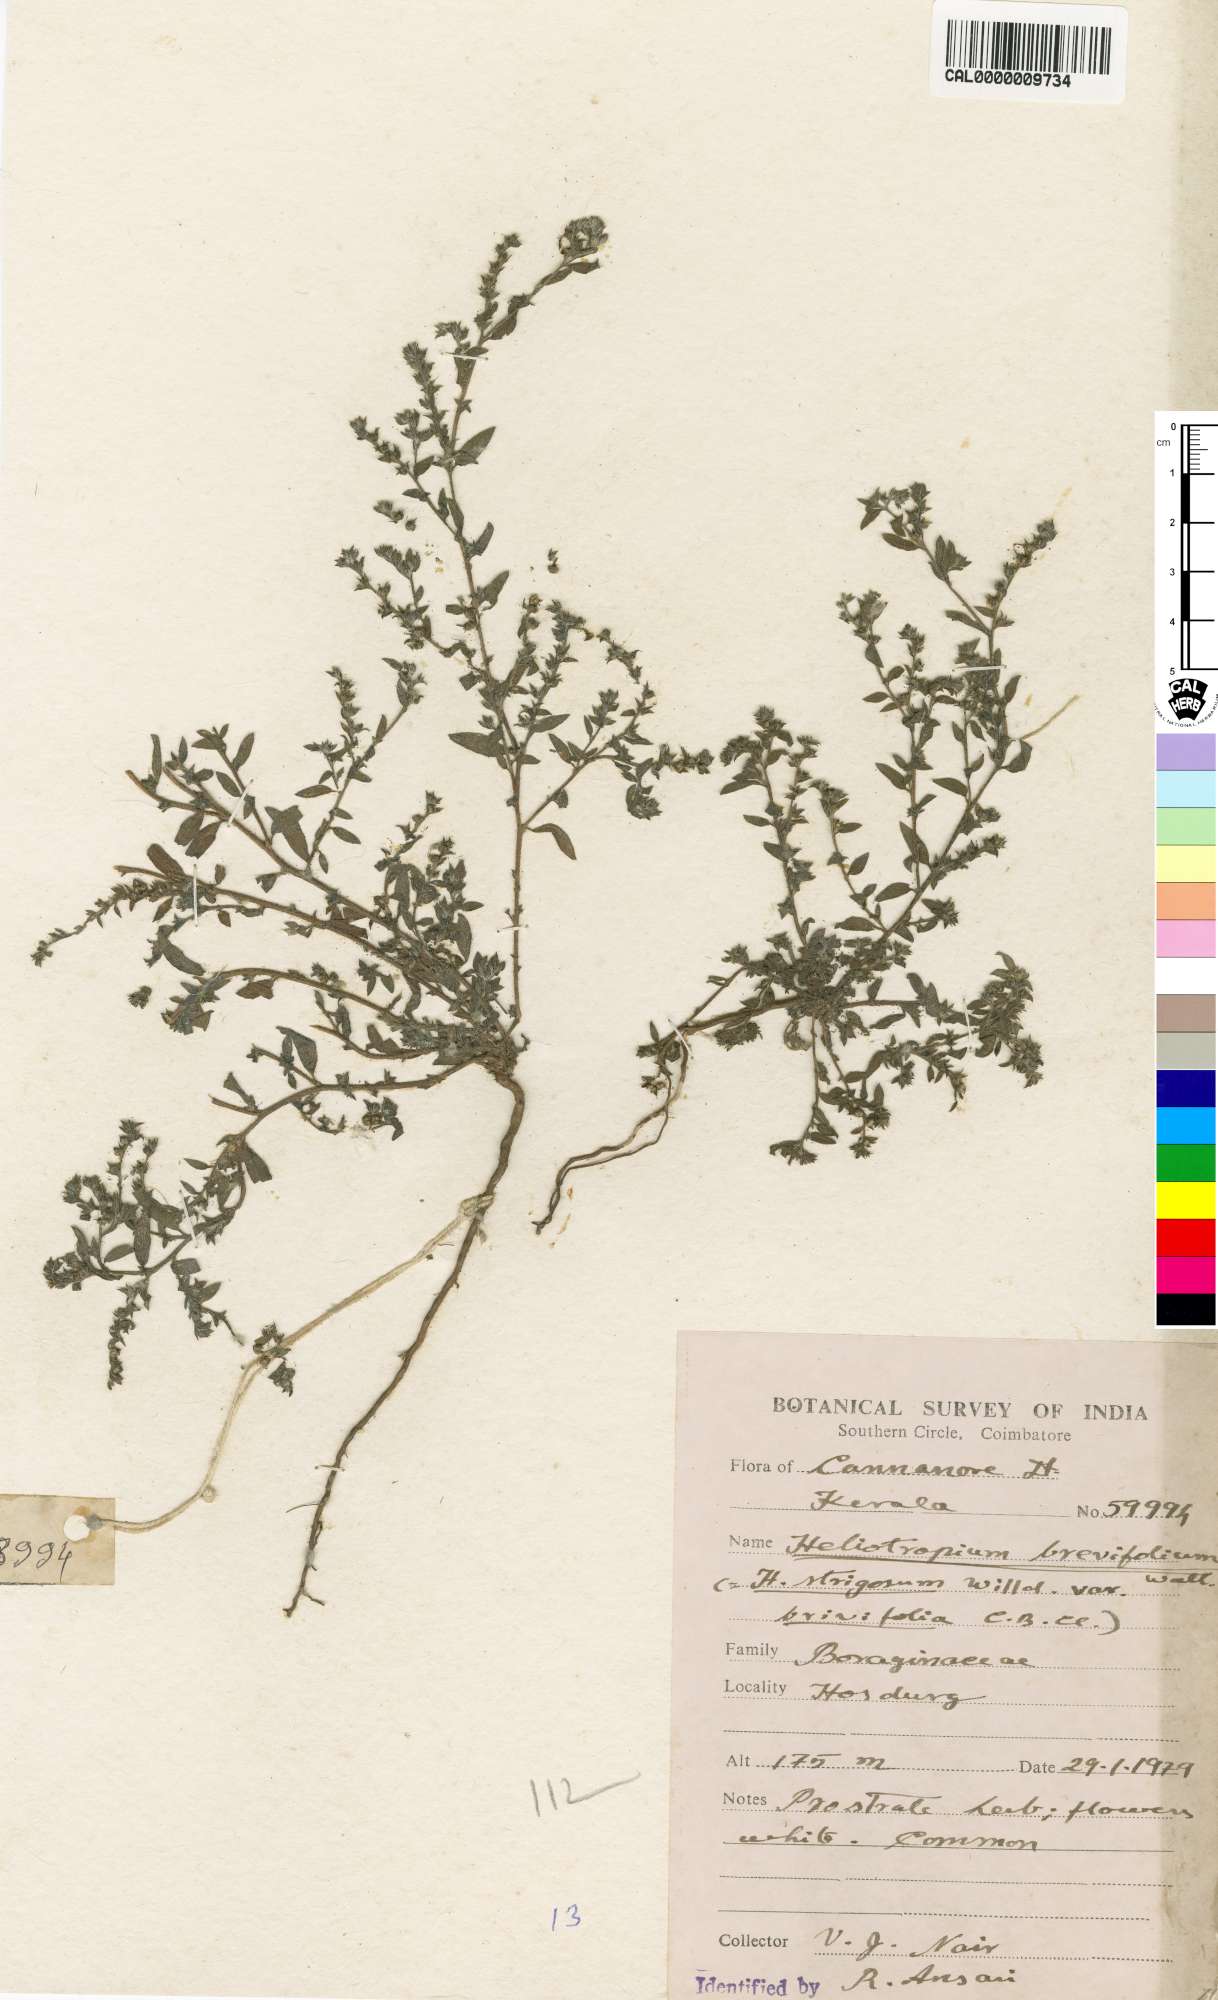 CAL0000009734
0
cm
1
2
3
4
5
CAL
HERB
BOTANICAL SURVEY OF INDIA
Southern Circle, Coimbatore
Flora of Cannanore Dt
Kerala No 59994
Name Heliotropium brevifolium
Wall.
(= H. strigosum Willd. var.
brivifolia C.B.Cl.)
Family Boraginaceae
Locality Hosdurg
Alt 175 m Date 29.1.1979
Notes Prostrate herb; flowers
white. Common
Collector V. J. Nair
Identified by R. Ansari
8994
112
13